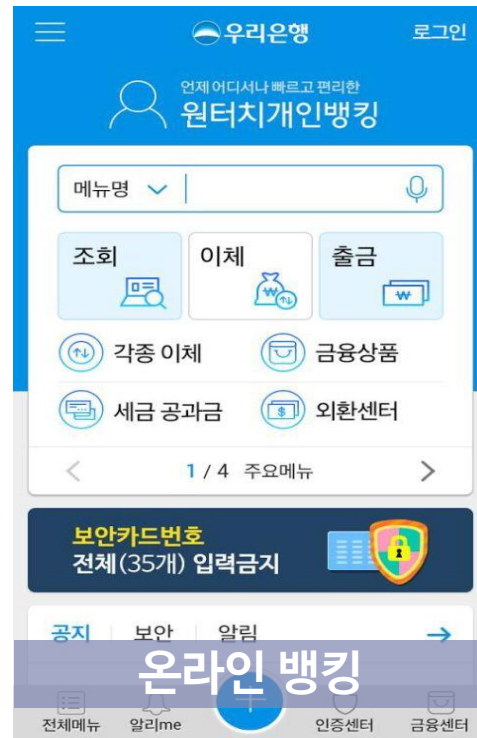 우리은행 로그인
언제 어디서나 빠르고 편리한
원터치개인뱅킹
메뉴명
조회 이체 출금
각종 이체 금융상품
세금 공과금 외환센터
1 / 4 주요메뉴
보안카드번호
전체(35개) 입력금지
공지 보안 알림
온라인 뱅킹
전체메뉴 알리me 인증센터 금융센터